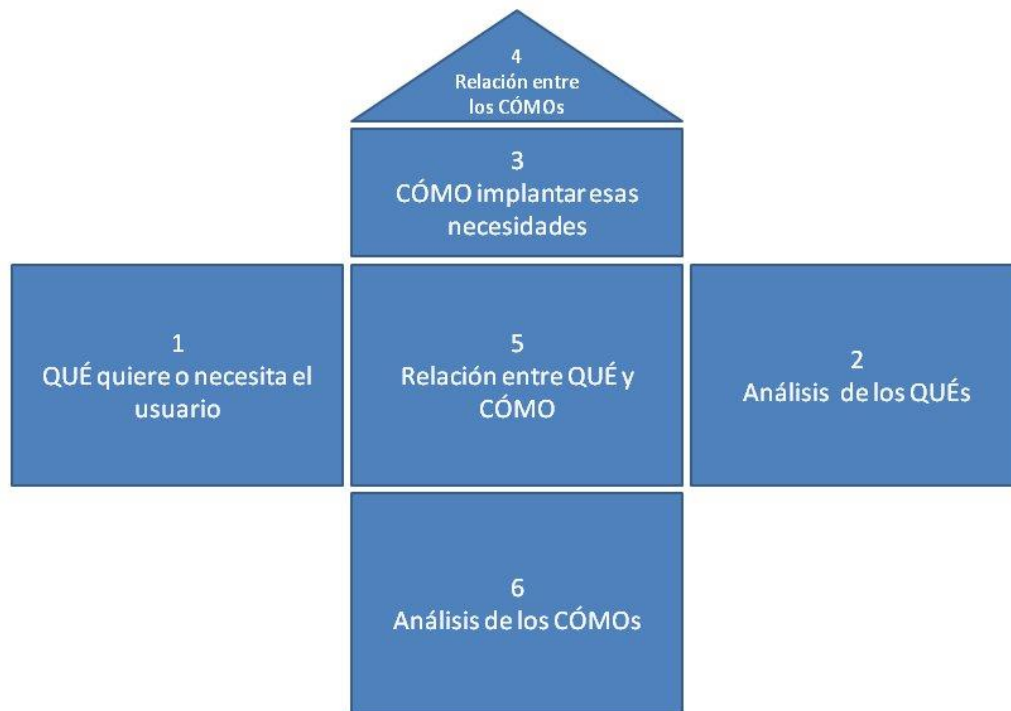 4
Relación entre
los CÓMOs
3
CÓMO implantar esas
necesidades
1
QUÉ quiere o necesita el
usuario
5
Relación entre QUÉ y
CÓMO
2
Análisis de los QUÉs
6
Análisis de los CÓMOs